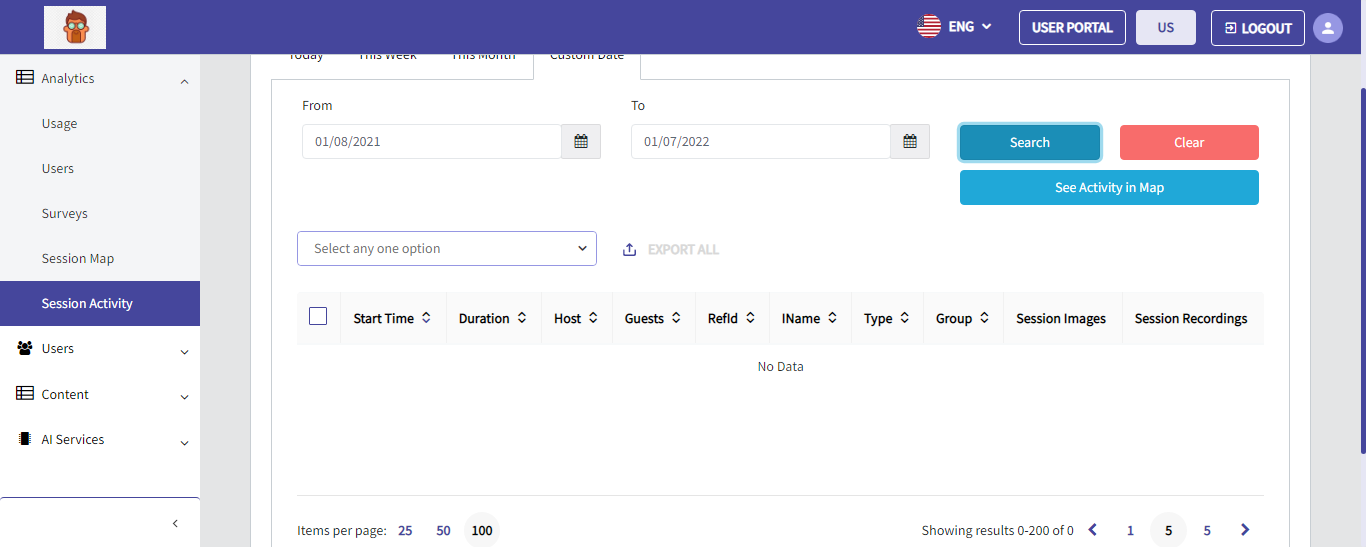 ENG
USER PORTAL
US
LOGOUT
Today This Week This Month Custom Date
Analytics
Usage
Users
Surveys
Session Map
Session Activity
Users
Content
AI Services
From To
01/08/2021 01/07/2022 Search Clear
See Activity in Map
Select any one option EXPORT ALL
Start Time Duration Host Guests RefId IName Type Group Session Images Session Recordings
No Data
Items per page: 25 50 100 Showing results 0-200 of 0 1 5 5